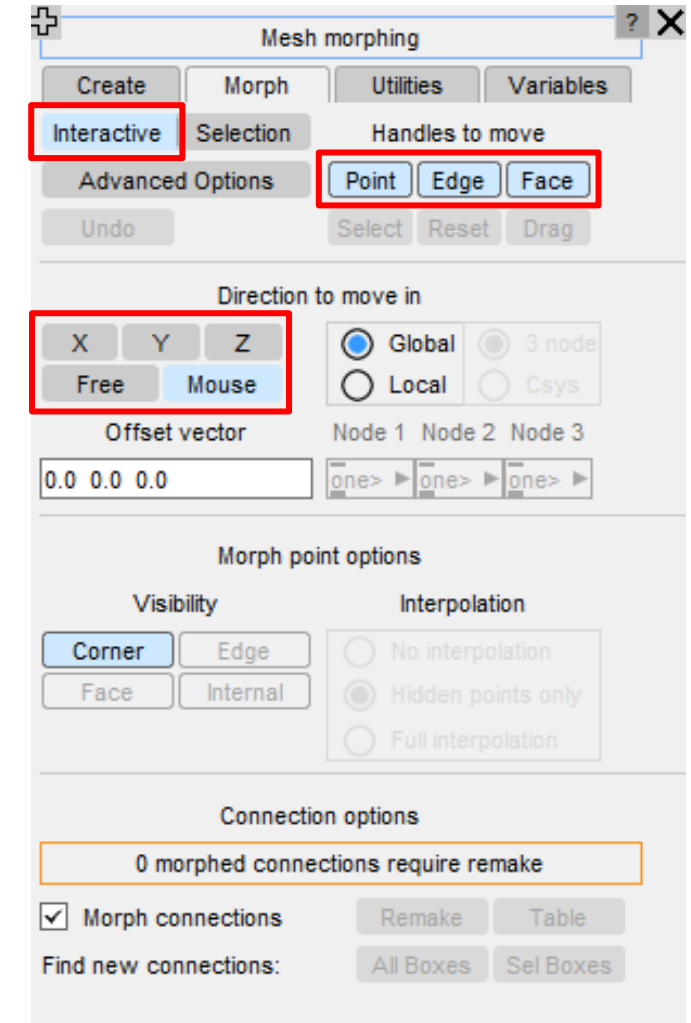 ? X
Mesh morphing
Create Morph Utilities Variables
Interactive Selection Handles to move
Advanced Options Point Edge Face
Undo Select Reset Drag
Direction to move in
X Y Z Global 3 node
Free Mouse Local Csys
Offset vector Node 1 Node 2 Node 3
0.0 0.0 0.0 one> one> one>
Morph point options
Visibility Interpolation
Corner Edge No interpolation
Face Internal Hidden points only
Full interpolation
Connection options
0 morphed connections require remake
Morph connections Remake Table
Find new connections: All Boxes Sel Boxes